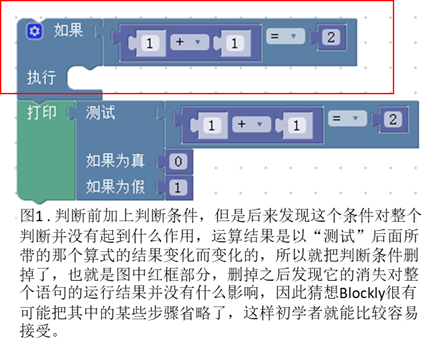 如果 1 + 1 = 2
执行
打印 测试 1 + 1 = 2
如果为真 0
如果为假 1
图1 . 判断前加上判断条件，但是后来发现这个条件对整个
判断并没有起到什么作用，运算结果是以“测试”后面所
带的那个算式的结果变化而变化的，所以就把判断条件删
掉了，也就是图中红框部分，删掉之后发现它的消失对整
个语句的运行结果并没有什么影响，因此猜想Blockly很有
可能把其中的某些步骤省略了，这样初学者就能比较容易
接受。